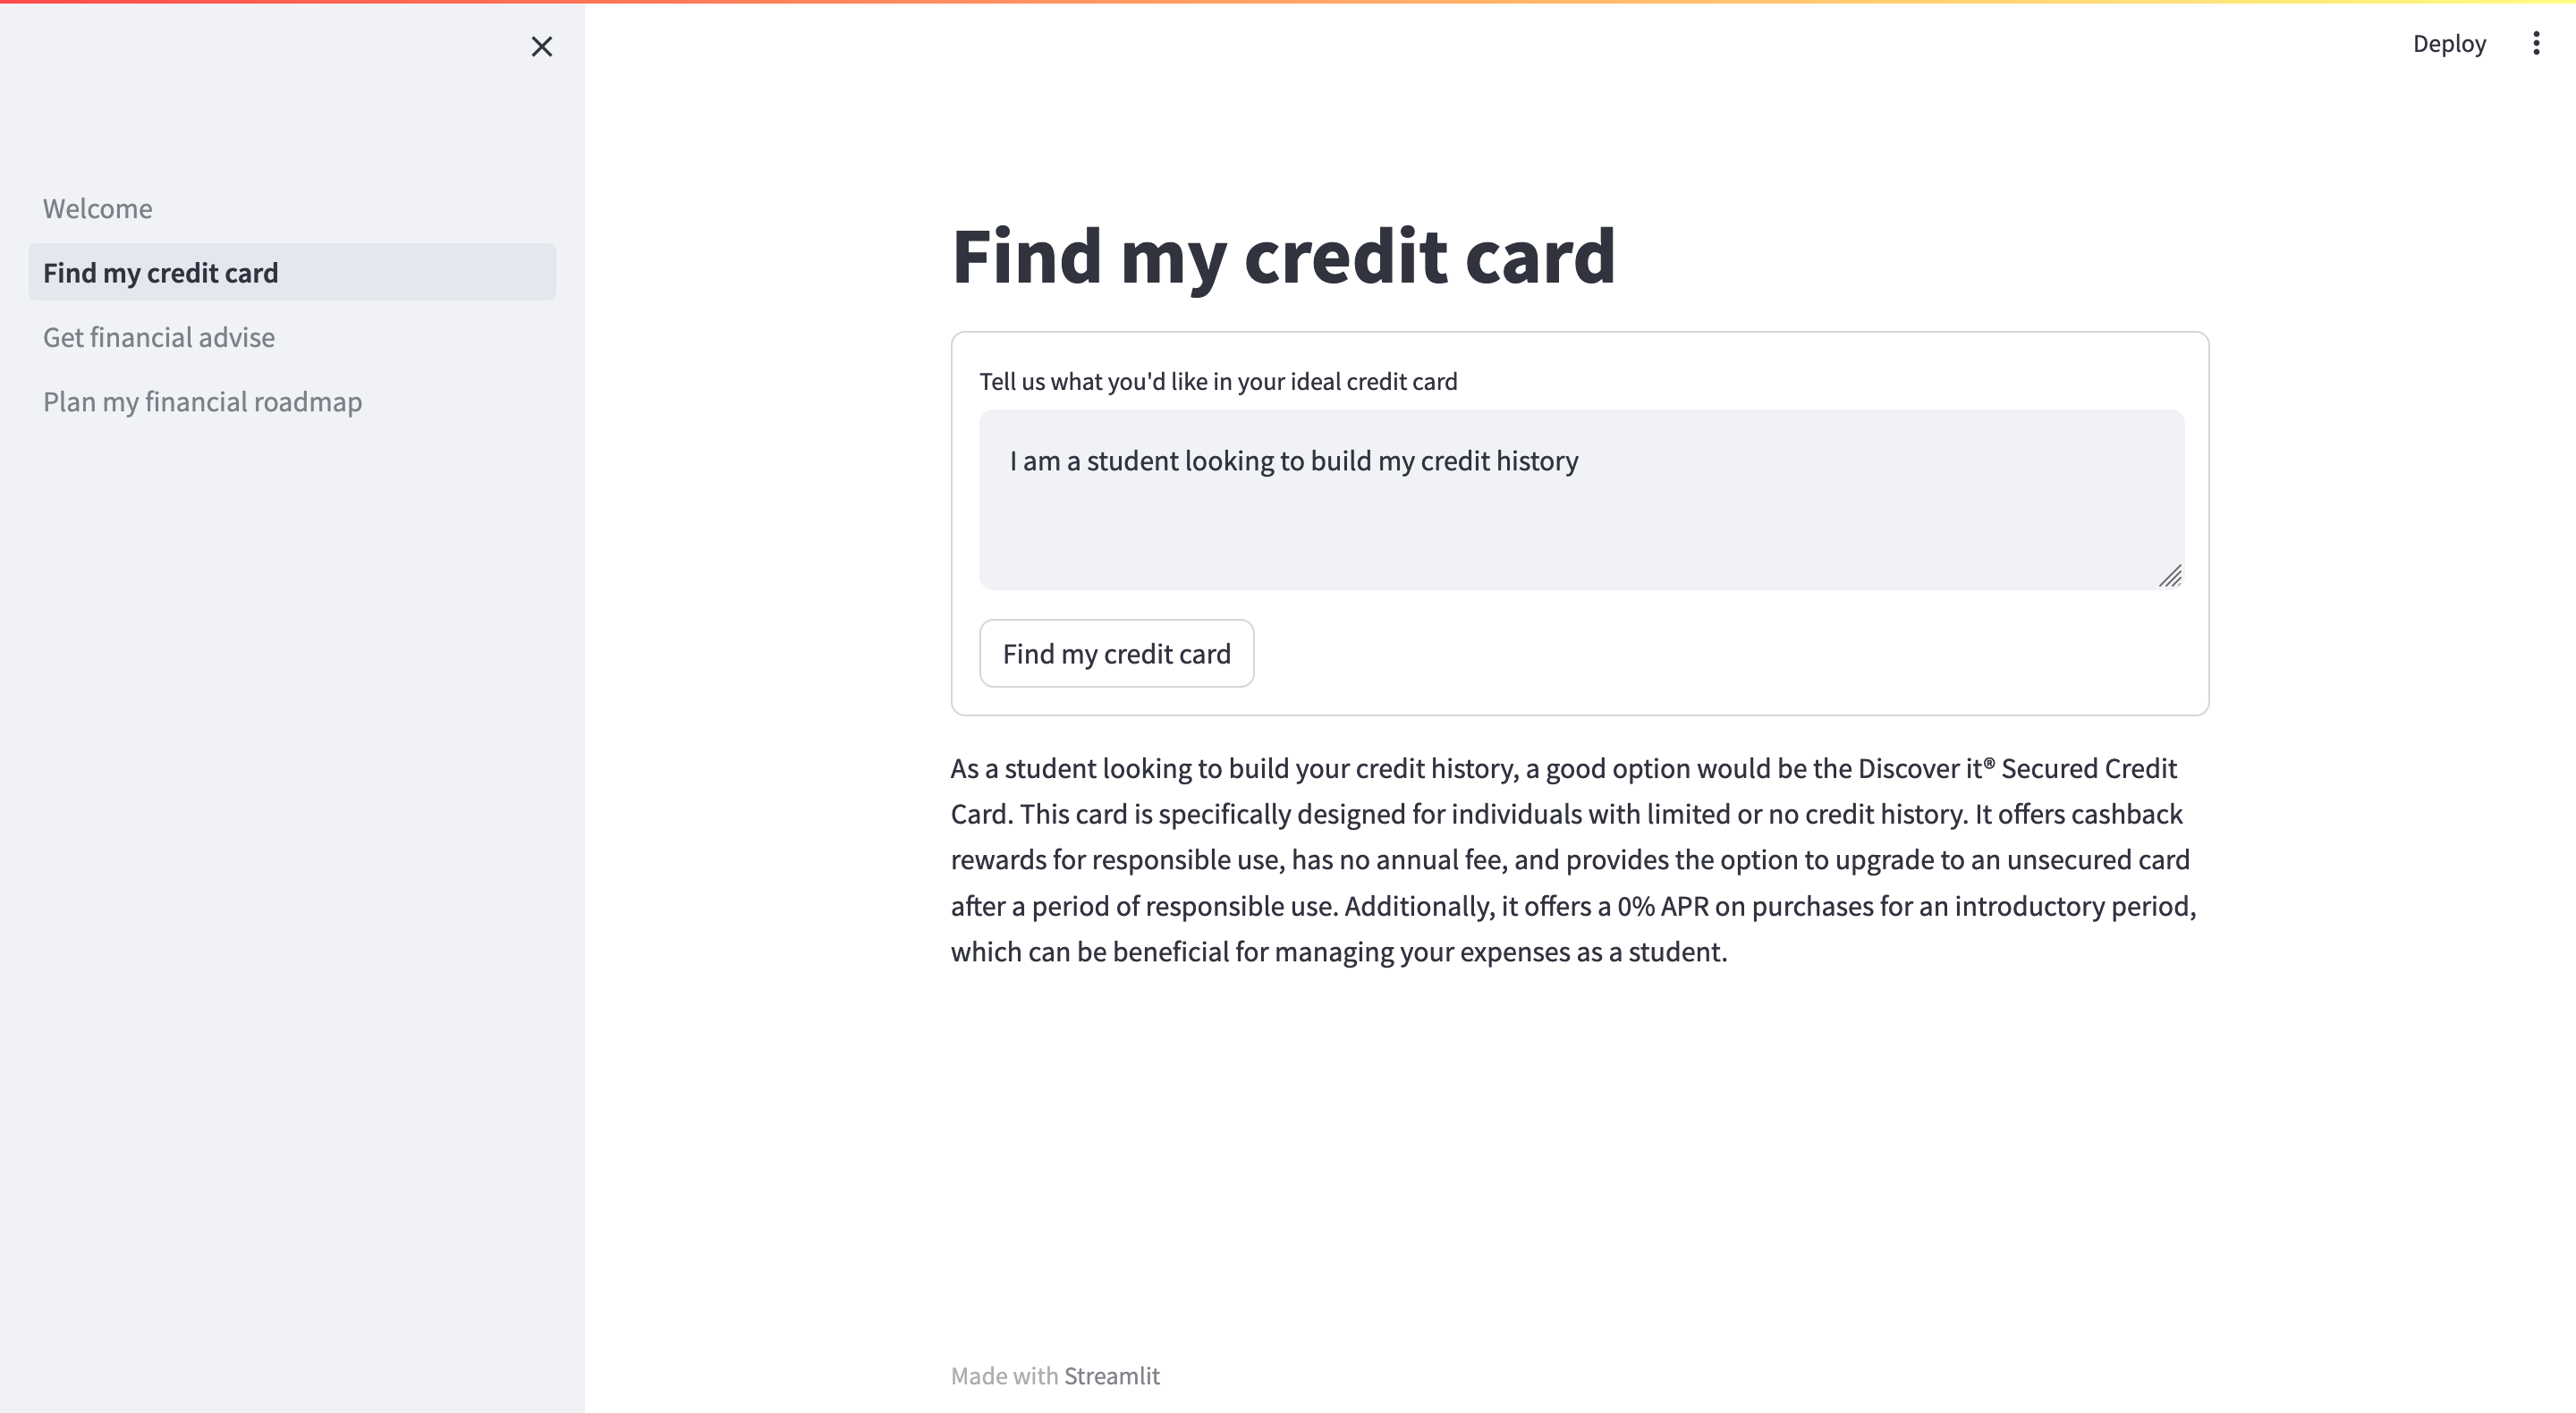 Deploy
Welcome
Find my credit card
Get financial advise
Plan my financial roadmap
Find my credit card
Tell us what you'd like in your ideal credit card
I am a student looking to build my credit history
Find my credit card
As a student looking to build your credit history, a good option would be the Discover it® Secured Credit
Card. This card is specifically designed for individuals with limited or no credit history. It offers cashback
rewards for responsible use, has no annual fee, and provides the option to upgrade to an unsecured card
after a period of responsible use. Additionally, it offers a 0% APR on purchases for an introductory period,
which can be beneficial for managing your expenses as a student.
Made with Streamlit